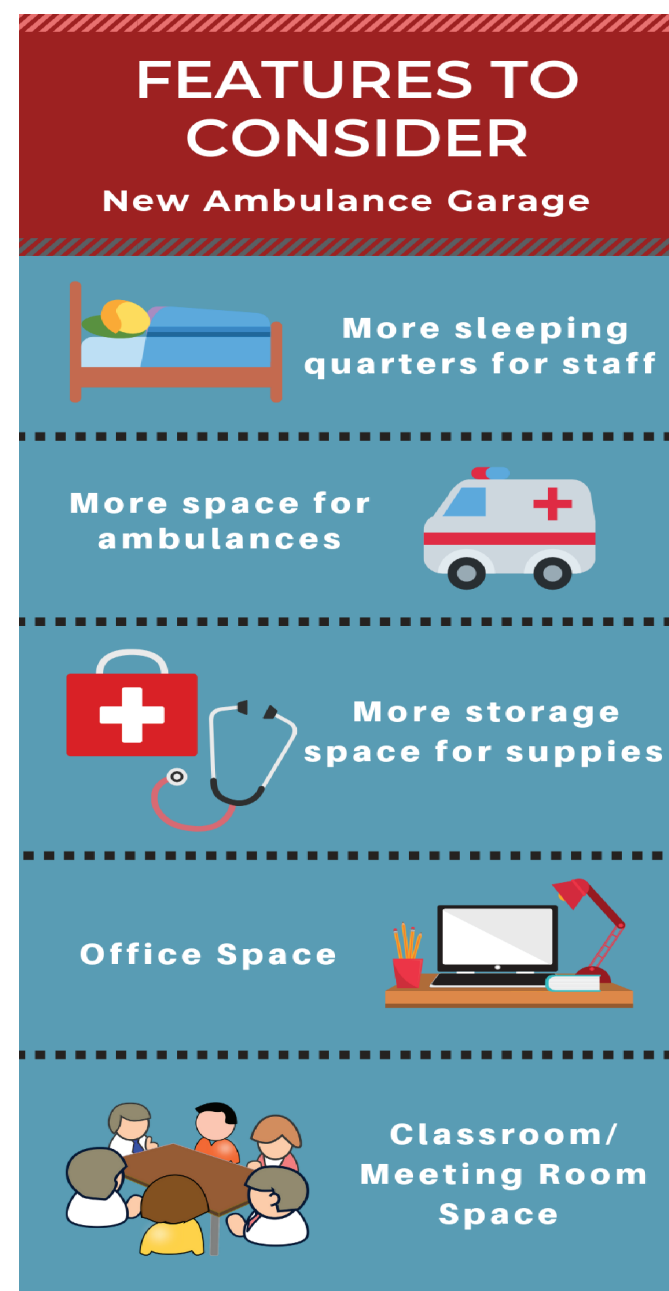 FEATURES TO
CONSIDER
New Ambulance Garage
More sleeping
quarters for staff
More space for
ambulances
More storage
space for suppies
Office Space
Classroom/
Meeting Room
Space